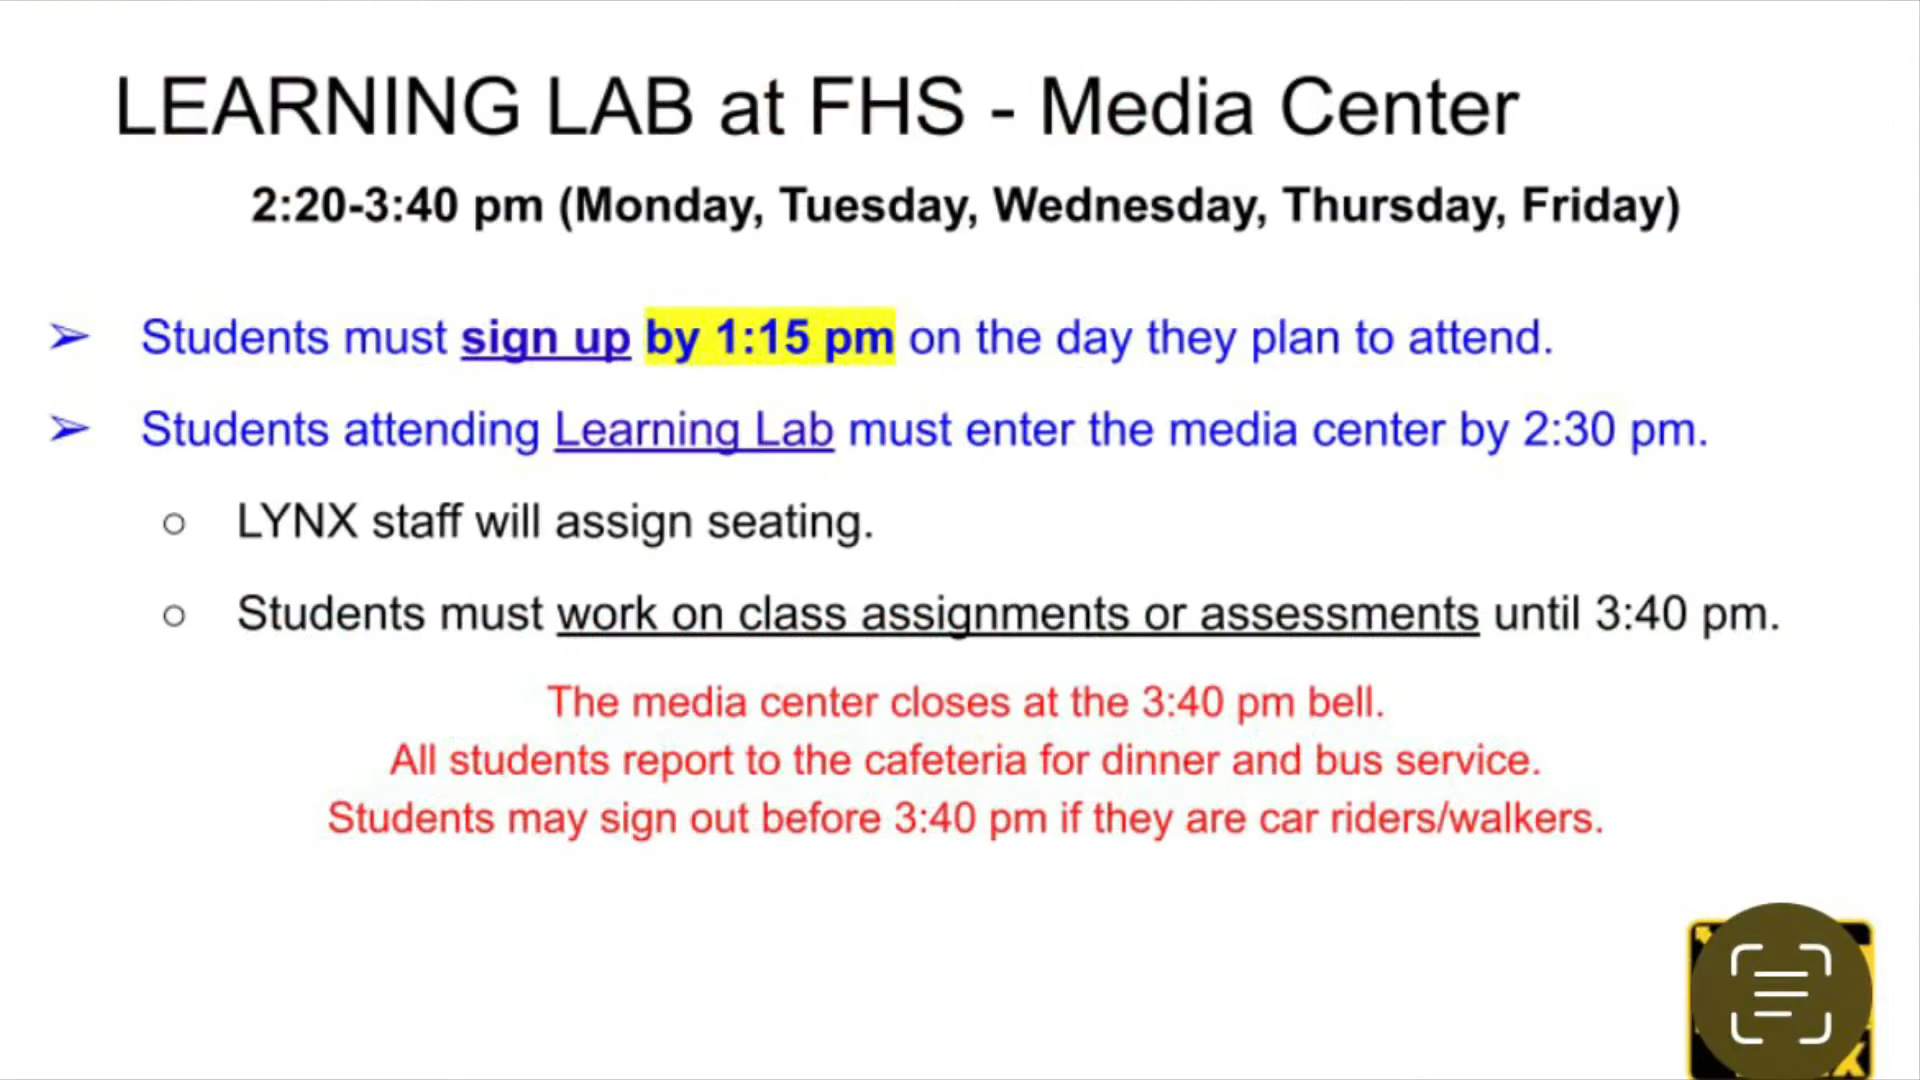 LEARNING LAB at FHS - Media Center
2:20-3:40 pm (Monday, Tuesday, Wednesday, Thursday, Friday)
➢ Students must sign up by 1:15 pm on the day they plan to attend.
➢ Students attending Learning Lab must enter the media center by 2:30 pm.
○ LYNX staff will assign seating.
○ Students must work on class assignments or assessments until 3:40 pm.
The media center closes at the 3:40 pm bell.
All students report to the cafeteria for dinner and bus service.
Students may sign out before 3:40 pm if they are car riders/walkers.